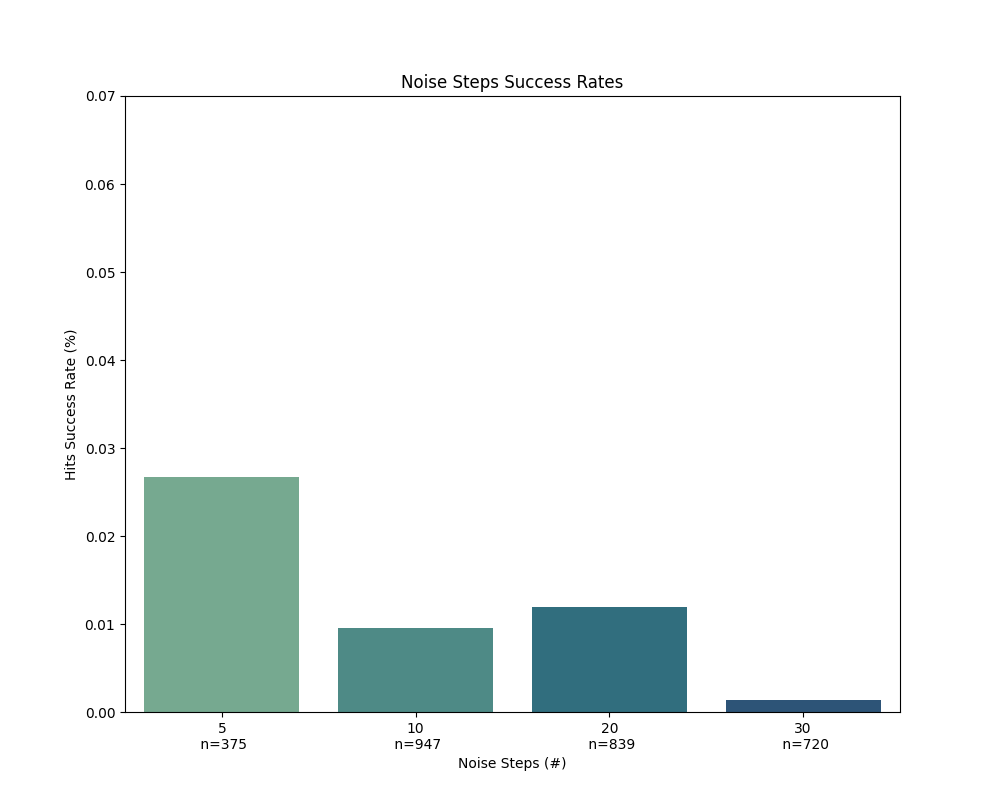 Noise Steps Success Rates
0.07
0.06
0.05
0.04
0.03
0.02
0.01
0.00
Hits Success Rate (%)
5 10 20 30
n=375 n=947 n=839 n=720
Noise Steps (#)